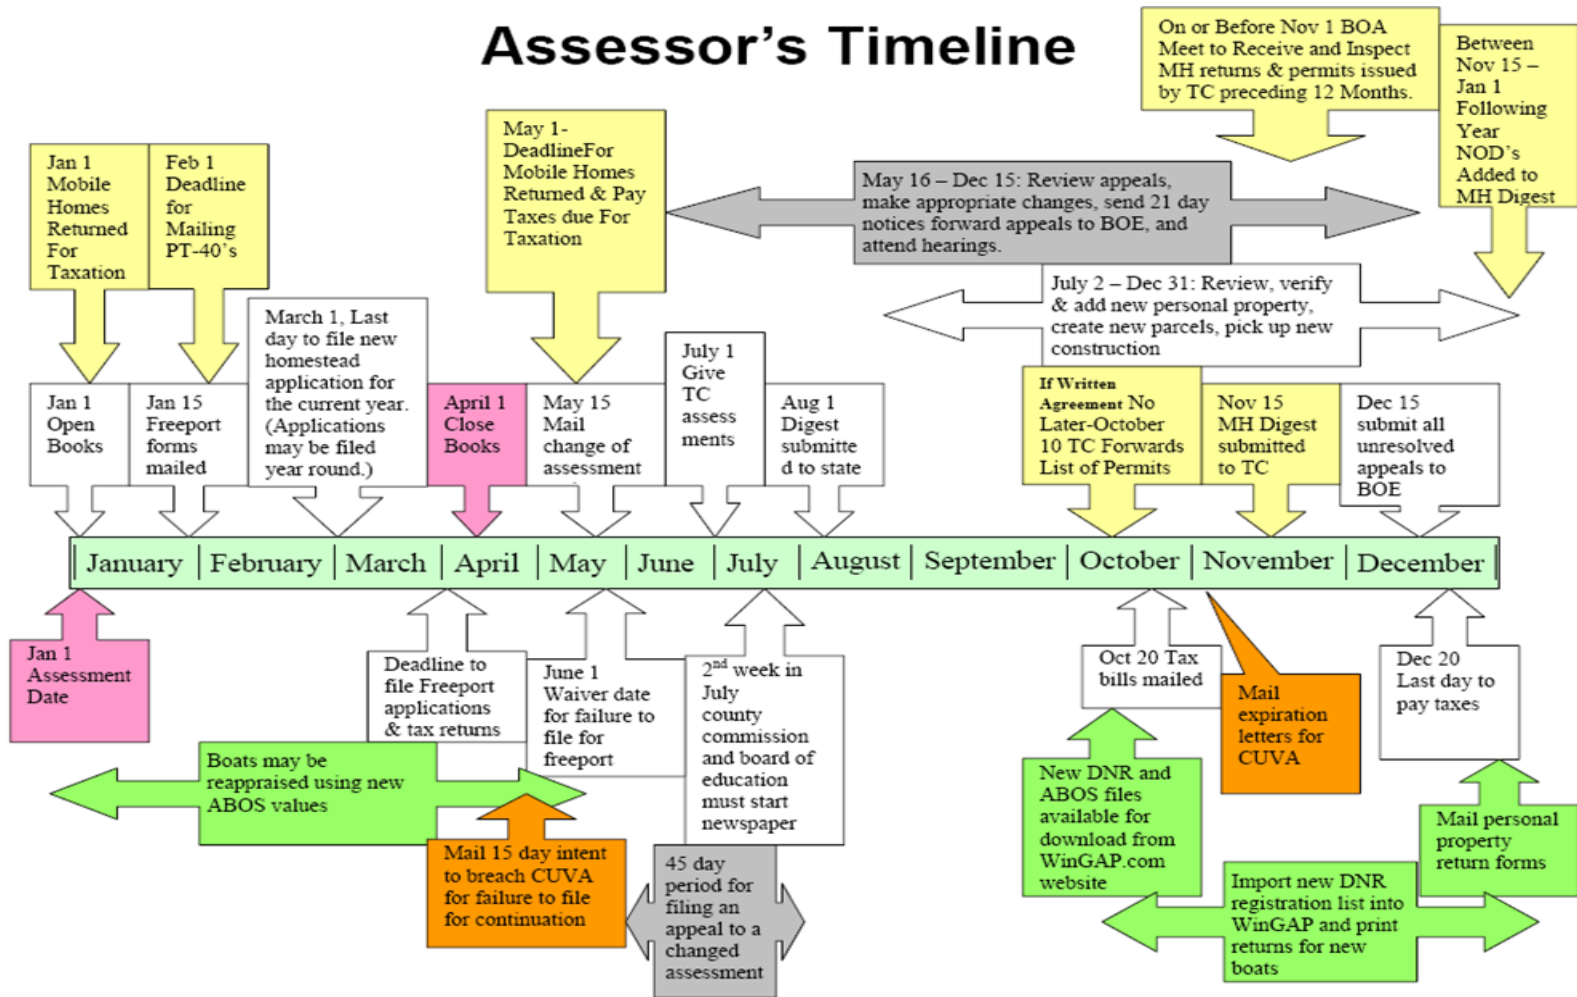 Assessor's Timeline
On or Before Nov 1 BOA
Meet to Receive and Inspect
MH returns & permits issued
by TC preceding 12 Months.
Between
Nov 15 –
Jan 1
Following
Year
NOD's
Added to
MH Digest
Jan 1
Mobile
Homes
Returned
For
Taxation
Feb 1
Deadline
for
Mailing
PT-40's
May 1-
DeadlineFor
Mobile Homes
Returned & Pay
Taxes due For
Taxation
May 16 – Dec 15: Review appeals,
make appropriate changes, send 21 day
notices forward appeals to BOE, and
attend hearings.
July 2 – Dec 31: Review, verify
& add new personal property,
create new parcels, pick up new
construction
Jan 1
Open
Books
Jan 15
Freeport
forms
mailed
March 1, Last
day to file new
homestead
application for
the current year.
(Applications
may be filed
year round.)
April 1
Close
Books
May 15
Mail
change of
assessment
July 1
Give
TC
assess
ments
Aug 1
Digest
submitte
d to state
If Written
Agreement No
Later-October
10 TC Forwards
List of Permits
Nov 15
MH Digest
submitted
to TC
Dec 15
submit all
unresolved
appeals to
BOE
January February March April May June July August September October November December
Jan 1
Assessment
Date
Deadline to
file Freeport
applications
& tax returns
June 1
Waiver date
for failure to
file for
freeport
2nd week in
July
county
commission
and board of
education
must start
newspaper
Oct 20 Tax
bills mailed
Mail
expiration
letters for
CUVA
Dec 20
Last day to
pay taxes
Boats may be
reappraised using new
ABOS values
Mail 15 day intent
to breach CUVA
for failure to file
for continuation
45 day
period for
filing an
appeal to a
changed
assessment
New DNR and
ABOS files
available for
download from
WinGAP.com
website
Import new DNR
registration list into
WinGAP and print
returns for new
boats
Mail personal
property
return forms